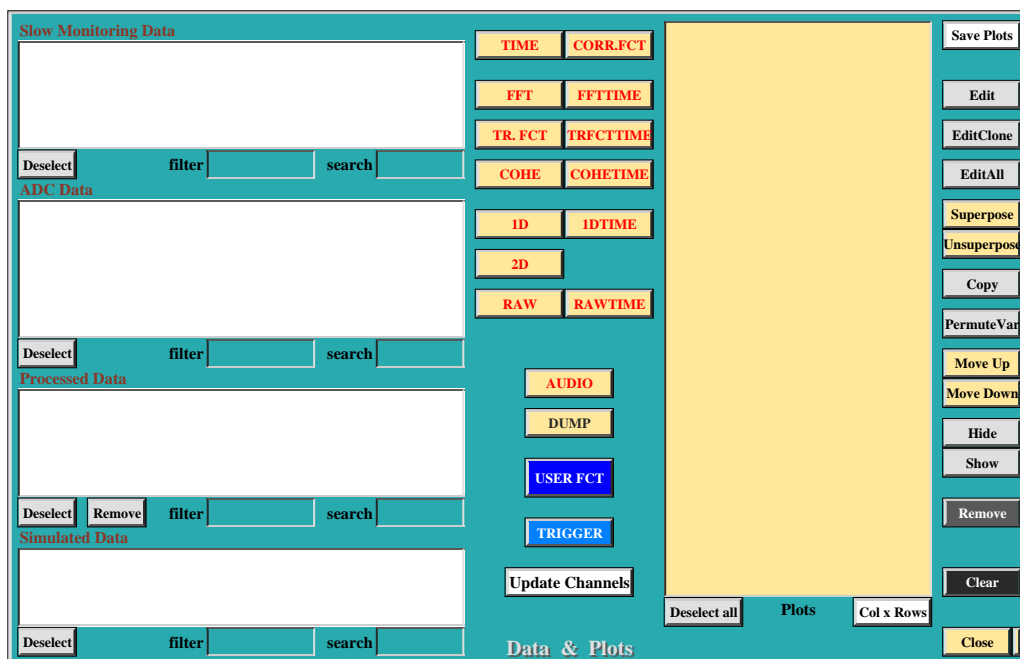 Slow Monitoring Data
Deselect filter search
ADC Data
Deselect filter search
Processed Data
Deselect Remove filter search
Simulated Data
Deselect filter search
TIME CORR.FCT
FFT FFTTIME
TR. FCT TRFCTTIME
COHE COHETIME
1D 1DTIME
2D
RAW RAWTIME
AUDIO
DUMP
USER FCT
TRIGGER
Update Channels
Data & Plots
Deselect all Plots Col x Rows
Save Plots
Edit
EditClone
EditAll
Superpose
Unsuperpose
Copy
PermuteVar
Move Up
Move Down
Hide
Show
Remove
Clear
Close